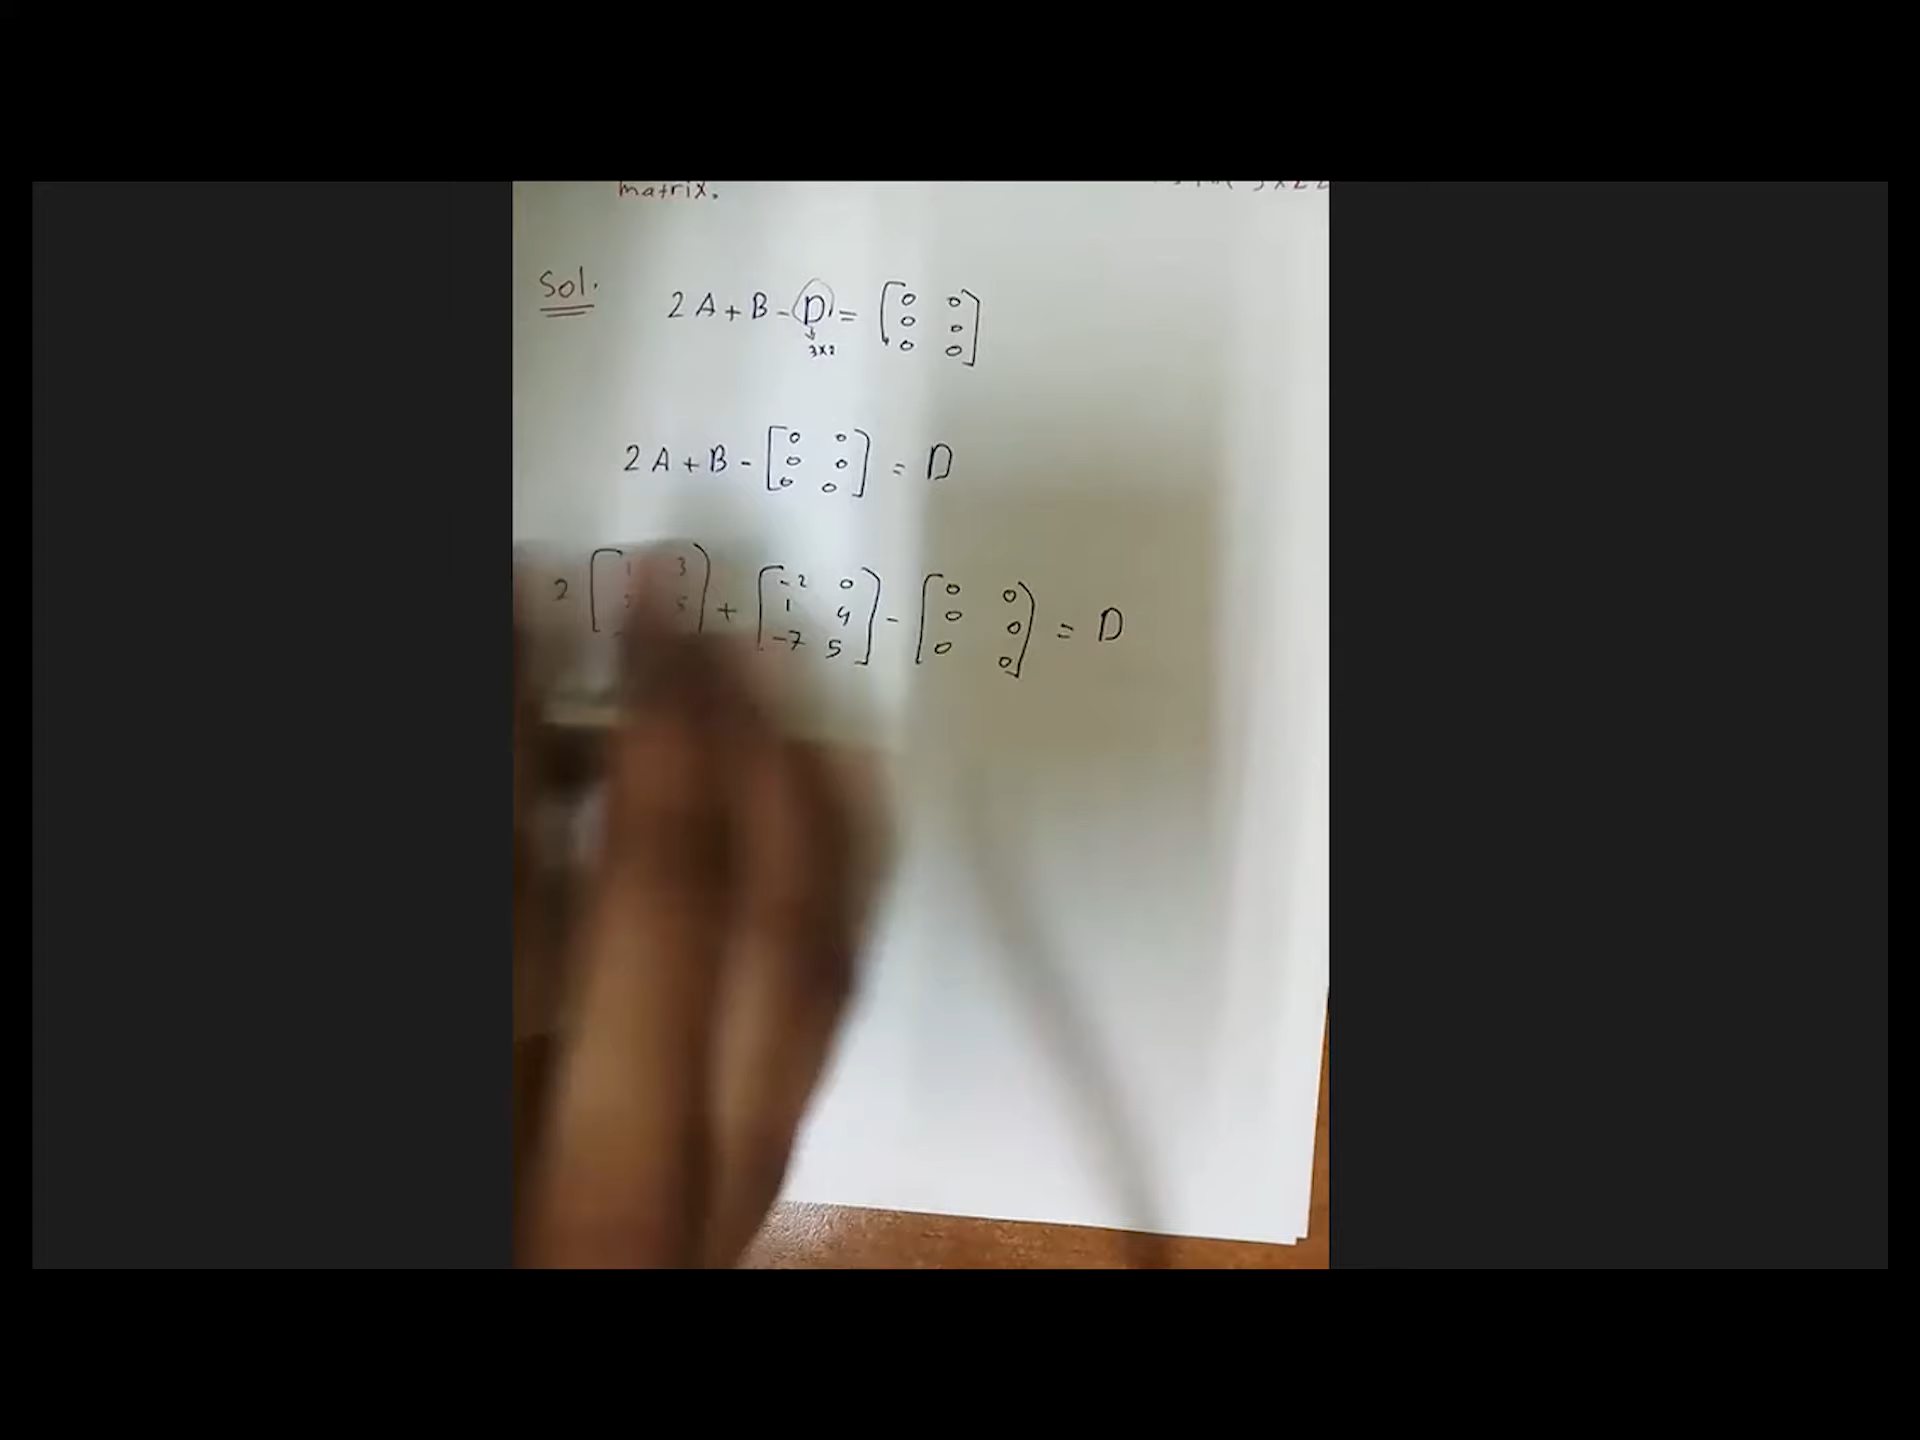 matrix.
Sol.
2A + B - D = [0 0
0 0
0 0]
3x2
2A + B - [0 0
0 0
0 0] = D
2 [1 3
5
+ [-2 0
1 4
-7 5] - [0 0
0 0
0 0] = D